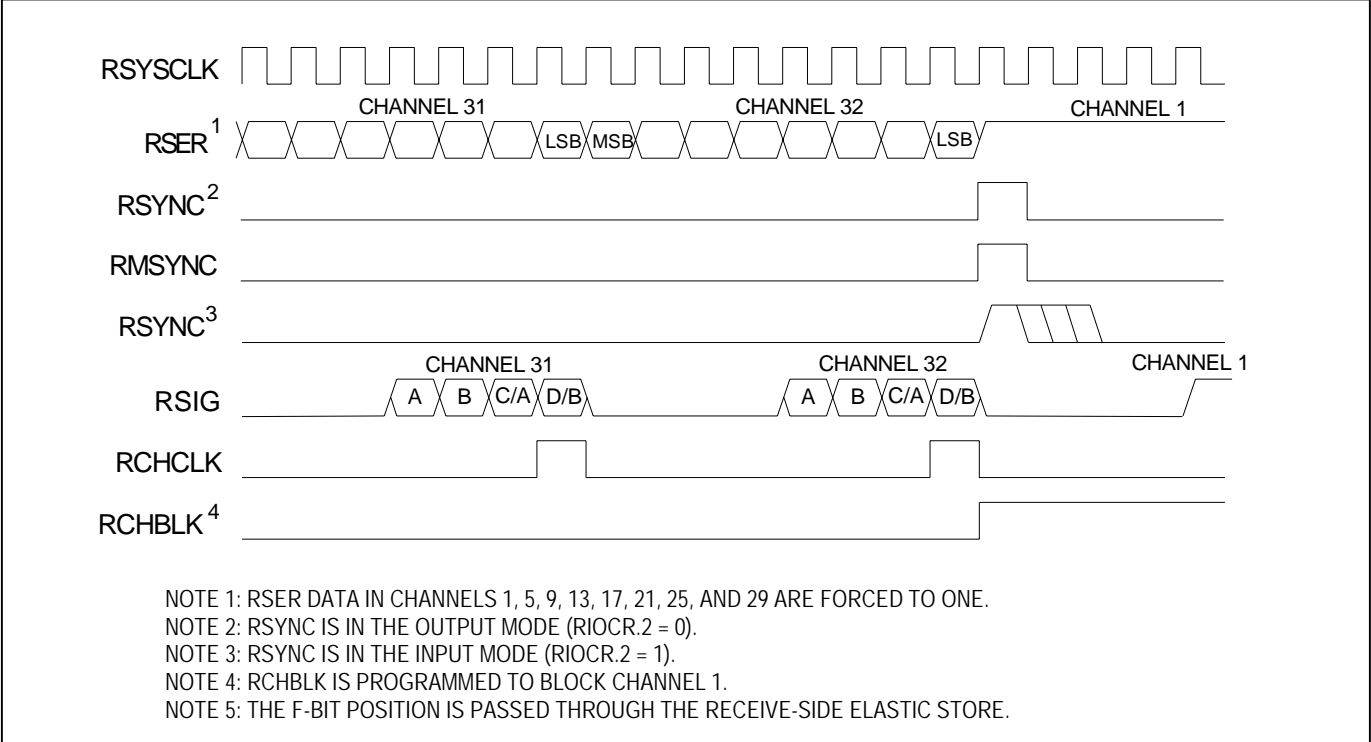 RSYSCLK
CHANNEL 31 CHANNEL 32 CHANNEL 1
RSER1 LSB MSB LSB
RSYNC2
RMSYNC
RSYNC3
CHANNEL 31 CHANNEL 32 CHANNEL 1
RSIG A B C/A D/B A B C/A D/B
RCHCLK
RCHBLK4
NOTE 1: RSER DATA IN CHANNELS 1, 5, 9, 13, 17, 21, 25, AND 29 ARE FORCED TO ONE.
NOTE 2: RSYNC IS IN THE OUTPUT MODE (RIOCR.2 = 0).
NOTE 3: RSYNC IS IN THE INPUT MODE (RIOCR.2 = 1).
NOTE 4: RCHBLK IS PROGRAMMED TO BLOCK CHANNEL 1.
NOTE 5: THE F-BIT POSITION IS PASSED THROUGH THE RECEIVE-SIDE ELASTIC STORE.